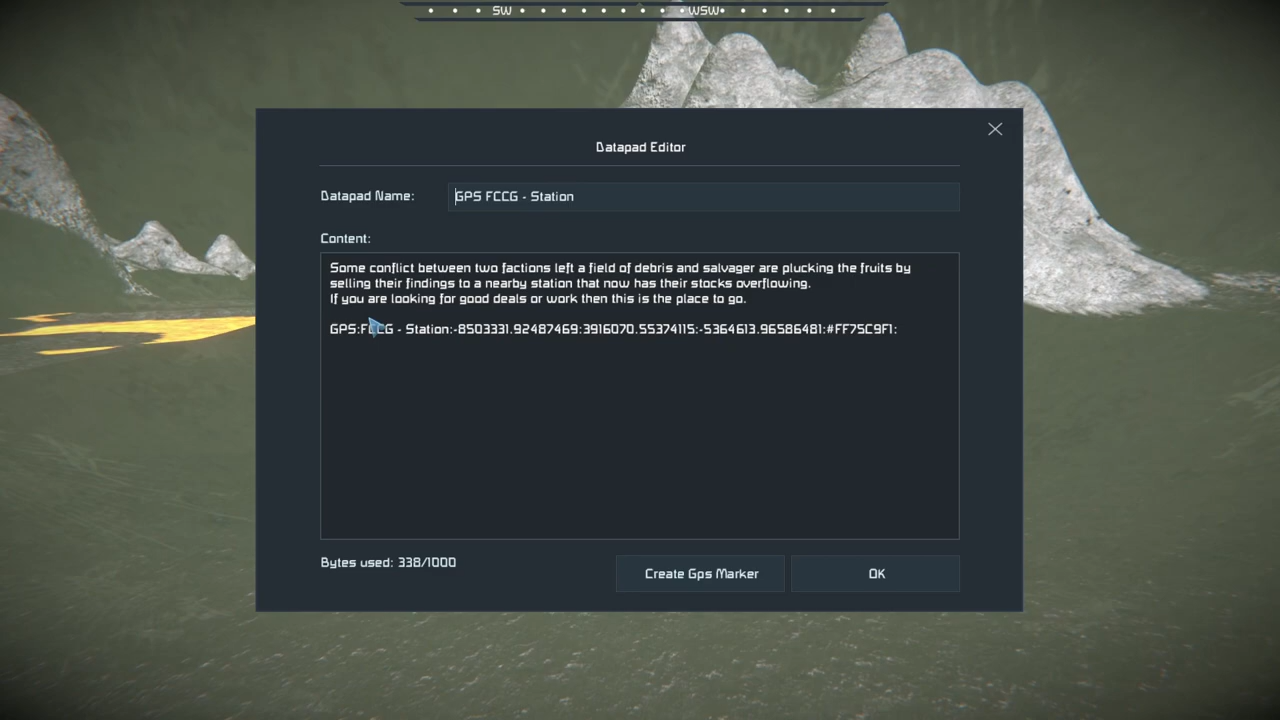 SW WSW
Datapad Editor
Datapad Name: GPS FCCG - Station
Content:
Some conflict between two factions left a field of debris and salvager are plucking the fruits by
selling their findings to a nearby station that now has their stocks overflowing.
If you are looking for good deals or work then this is the place to go.
GPS:FCCG - Station:-8503331.92487469:3916070.55374115:-5364613.96586481:#FF75C9F1:
Bytes used: 338/1000
Create Gps Marker OK